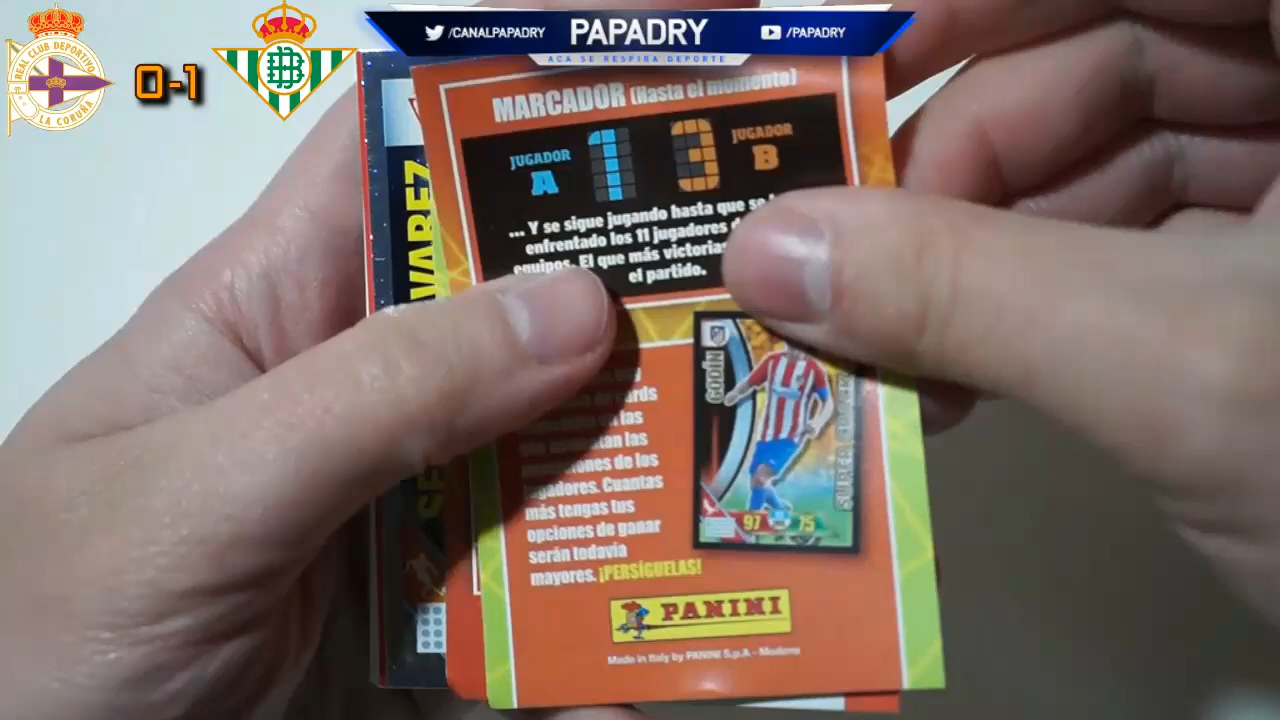 REAL CLUB DEPORTIVO
LA CORUÑA
0-1
/CANALPAPADRY
PAPADRY
/PAPADRY
ACA SE RESPIRA DEPORTE
MARCADOR (Hasta el momento)
JUGADOR
A
1 3
JUGADOR
B
... Y se sigue jugando hasta que se
enfrentado los 11 jugadores
equipos. El que más victorias
el partido.
las
las
de los
jugadores. Cuantas
más tengas tus
opciones de ganar
serán todavía
mayores. ¡PERSÍGUELAS!
GODÍN
SUPER
97 75
PANINI
Made in Italy by PANINI S.p.A - Modena